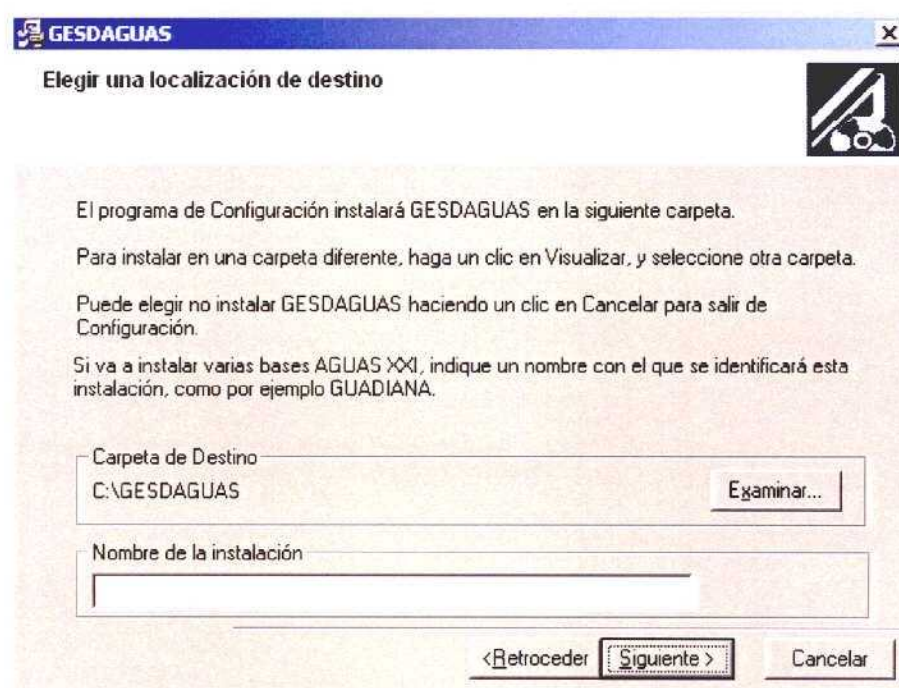 GESDAGUAS
Elegir una localización de destino
El programa de Configuración instalará GESDAGUAS en la siguiente carpeta.
Para instalar en una carpeta diferente, haga un clic en Visualizar, y seleccione otra carpeta.
Puede elegir no instalar GESDAGUAS haciendo un clic en Cancelar para salir de
Configuración.
Si va a instalar varias bases AGUAS XXI, indique un nombre con el que se identificará esta
instalación, como por ejemplo GUADIANA.
Carpeta de Destino
C:\GESDAGUAS
Examinar...
Nombre de la instalación
<Retroceder
Siguiente >
Cancelar